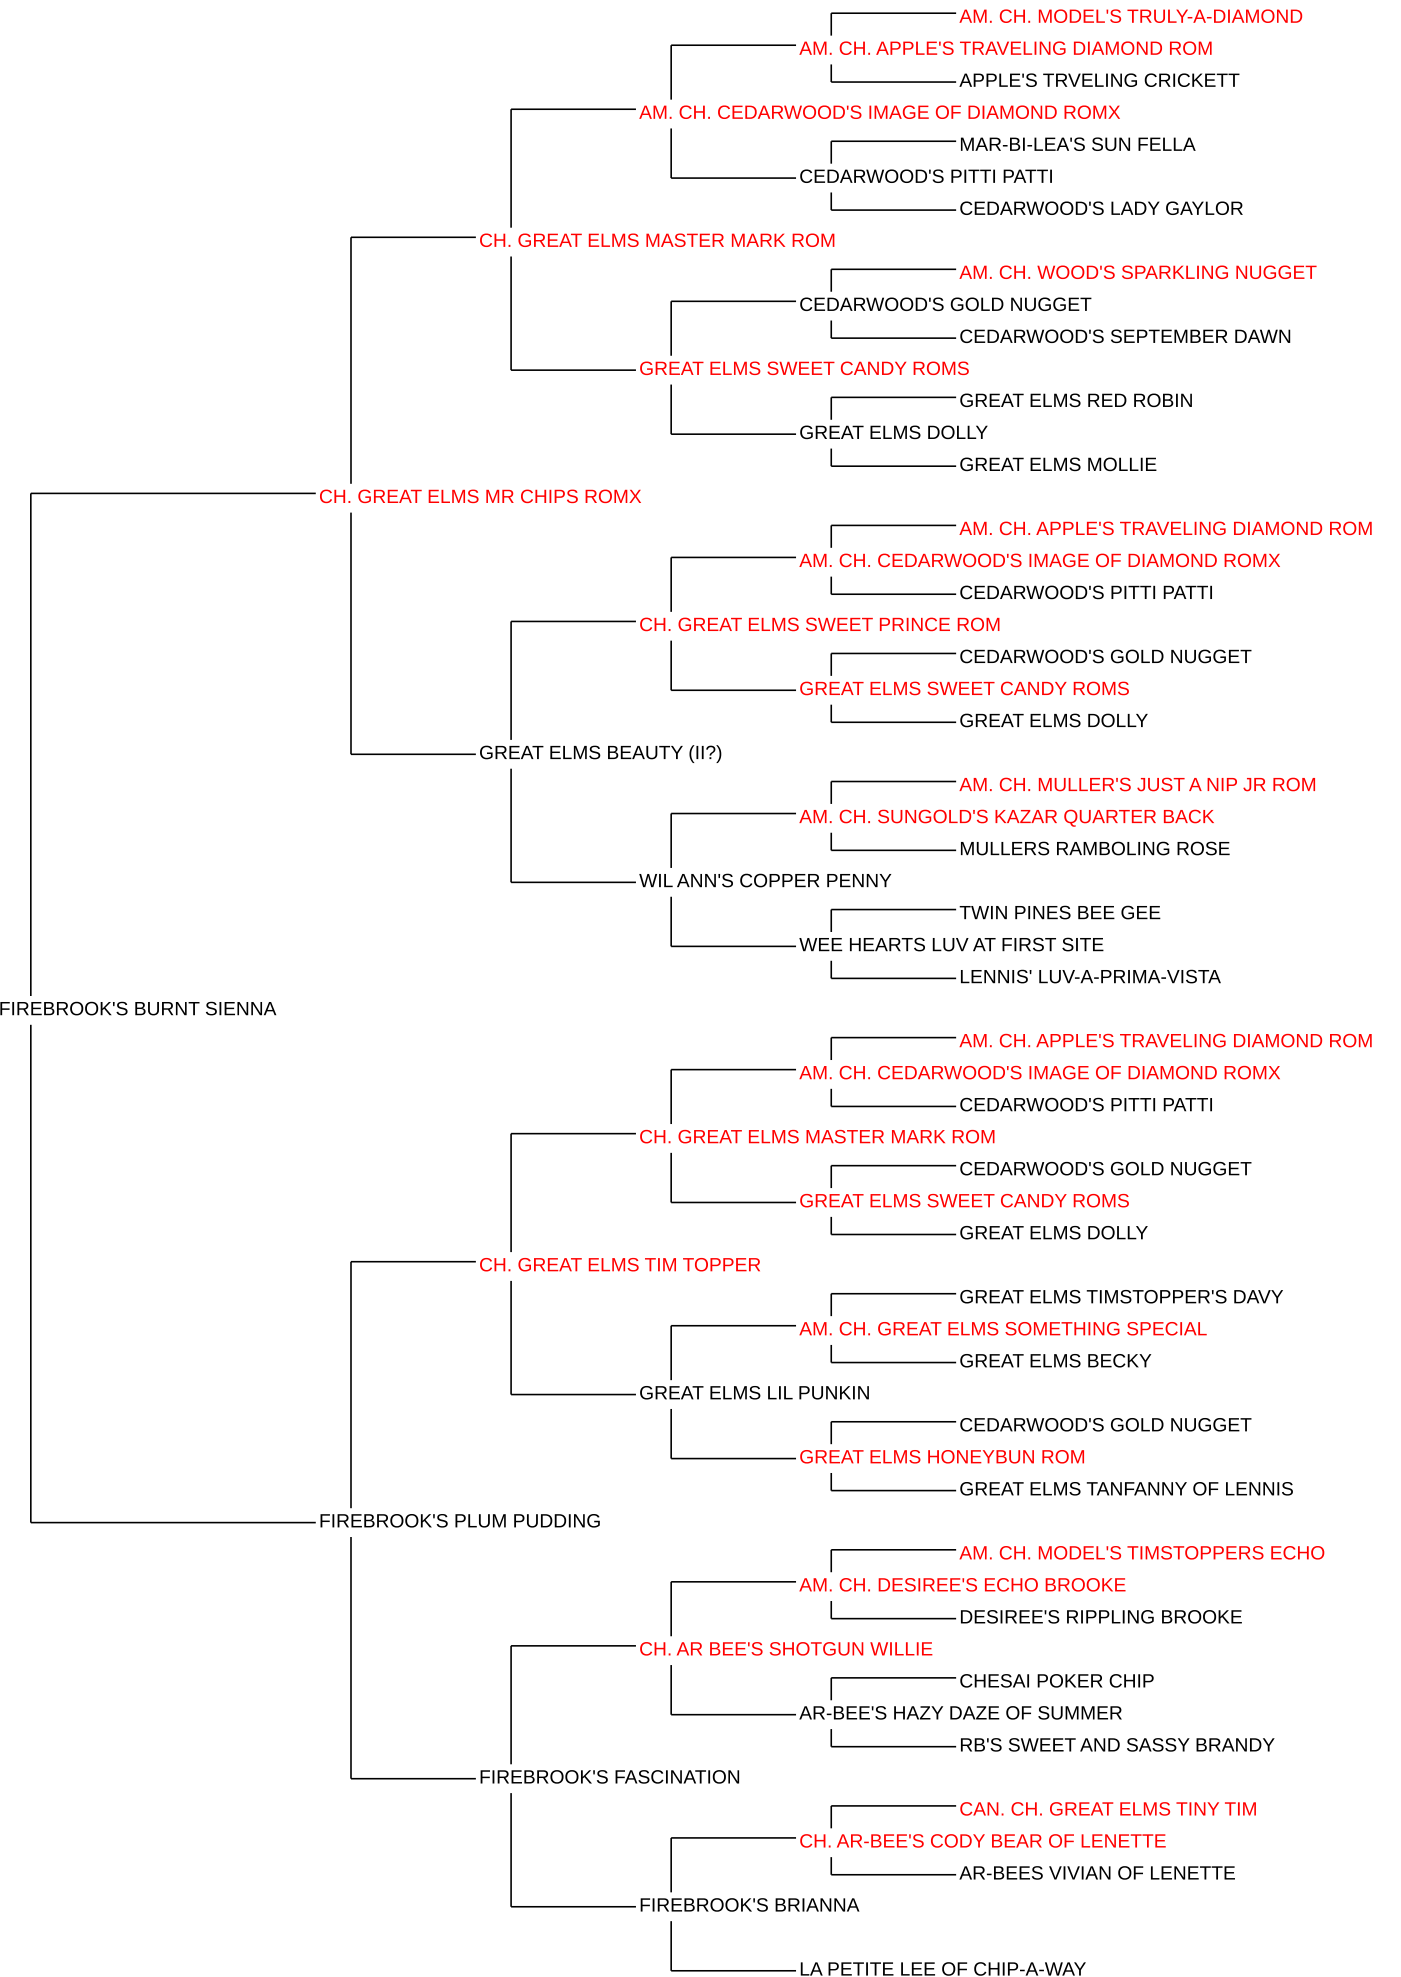 AM. CH. MODEL'S TRULY-A-DIAMOND
AM. CH. APPLE'S TRAVELING DIAMOND ROM
APPLE'S TRVELING CRICKETT
AM. CH. CEDARWOOD'S IMAGE OF DIAMOND ROMX
MAR-BI-LEA'S SUN FELLA
CEDARWOOD'S PITTI PATTI
CEDARWOOD'S LADY GAYLOR
CH. GREAT ELMS MASTER MARK ROM
AM. CH. WOOD'S SPARKLING NUGGET
CEDARWOOD'S GOLD NUGGET
CEDARWOOD'S SEPTEMBER DAWN
GREAT ELMS SWEET CANDY ROMS
GREAT ELMS RED ROBIN
GREAT ELMS DOLLY
GREAT ELMS MOLLIE
CH. GREAT ELMS MR CHIPS ROMX
AM. CH. APPLE'S TRAVELING DIAMOND ROM
AM. CH. CEDARWOOD'S IMAGE OF DIAMOND ROMX
CEDARWOOD'S PITTI PATTI
CH. GREAT ELMS SWEET PRINCE ROM
CEDARWOOD'S GOLD NUGGET
GREAT ELMS SWEET CANDY ROMS
GREAT ELMS DOLLY
GREAT ELMS BEAUTY (II?)
AM. CH. MULLER'S JUST A NIP JR ROM
AM. CH. SUNGOLD'S KAZAR QUARTER BACK
MULLERS RAMBOLING ROSE
WIL ANN'S COPPER PENNY
TWIN PINES BEE GEE
WEE HEARTS LUV AT FIRST SITE
LENNIS' LUV-A-PRIMA-VISTA
FIREBROOK'S BURNT SIENNA
AM. CH. APPLE'S TRAVELING DIAMOND ROM
AM. CH. CEDARWOOD'S IMAGE OF DIAMOND ROMX
CEDARWOOD'S PITTI PATTI
CH. GREAT ELMS MASTER MARK ROM
CEDARWOOD'S GOLD NUGGET
GREAT ELMS SWEET CANDY ROMS
GREAT ELMS DOLLY
CH. GREAT ELMS TIM TOPPER
GREAT ELMS TIMSTOPPER'S DAVY
AM. CH. GREAT ELMS SOMETHING SPECIAL
GREAT ELMS BECKY
GREAT ELMS LIL PUNKIN
CEDARWOOD'S GOLD NUGGET
GREAT ELMS HONEYBUN ROM
GREAT ELMS TANFANNY OF LENNIS
FIREBROOK'S PLUM PUDDING
AM. CH. MODEL'S TIMSTOPPERS ECHO
AM. CH. DESIREE'S ECHO BROOKE
DESIREE'S RIPPLING BROOKE
CH. AR BEE'S SHOTGUN WILLIE
CHESAI POKER CHIP
AR-BEE'S HAZY DAZE OF SUMMER
RB'S SWEET AND SASSY BRANDY
FIREBROOK'S FASCINATION
CAN. CH. GREAT ELMS TINY TIM
CH. AR-BEE'S CODY BEAR OF LENETTE
AR-BEES VIVIAN OF LENETTE
FIREBROOK'S BRIANNA
LA PETITE LEE OF CHIP-A-WAY